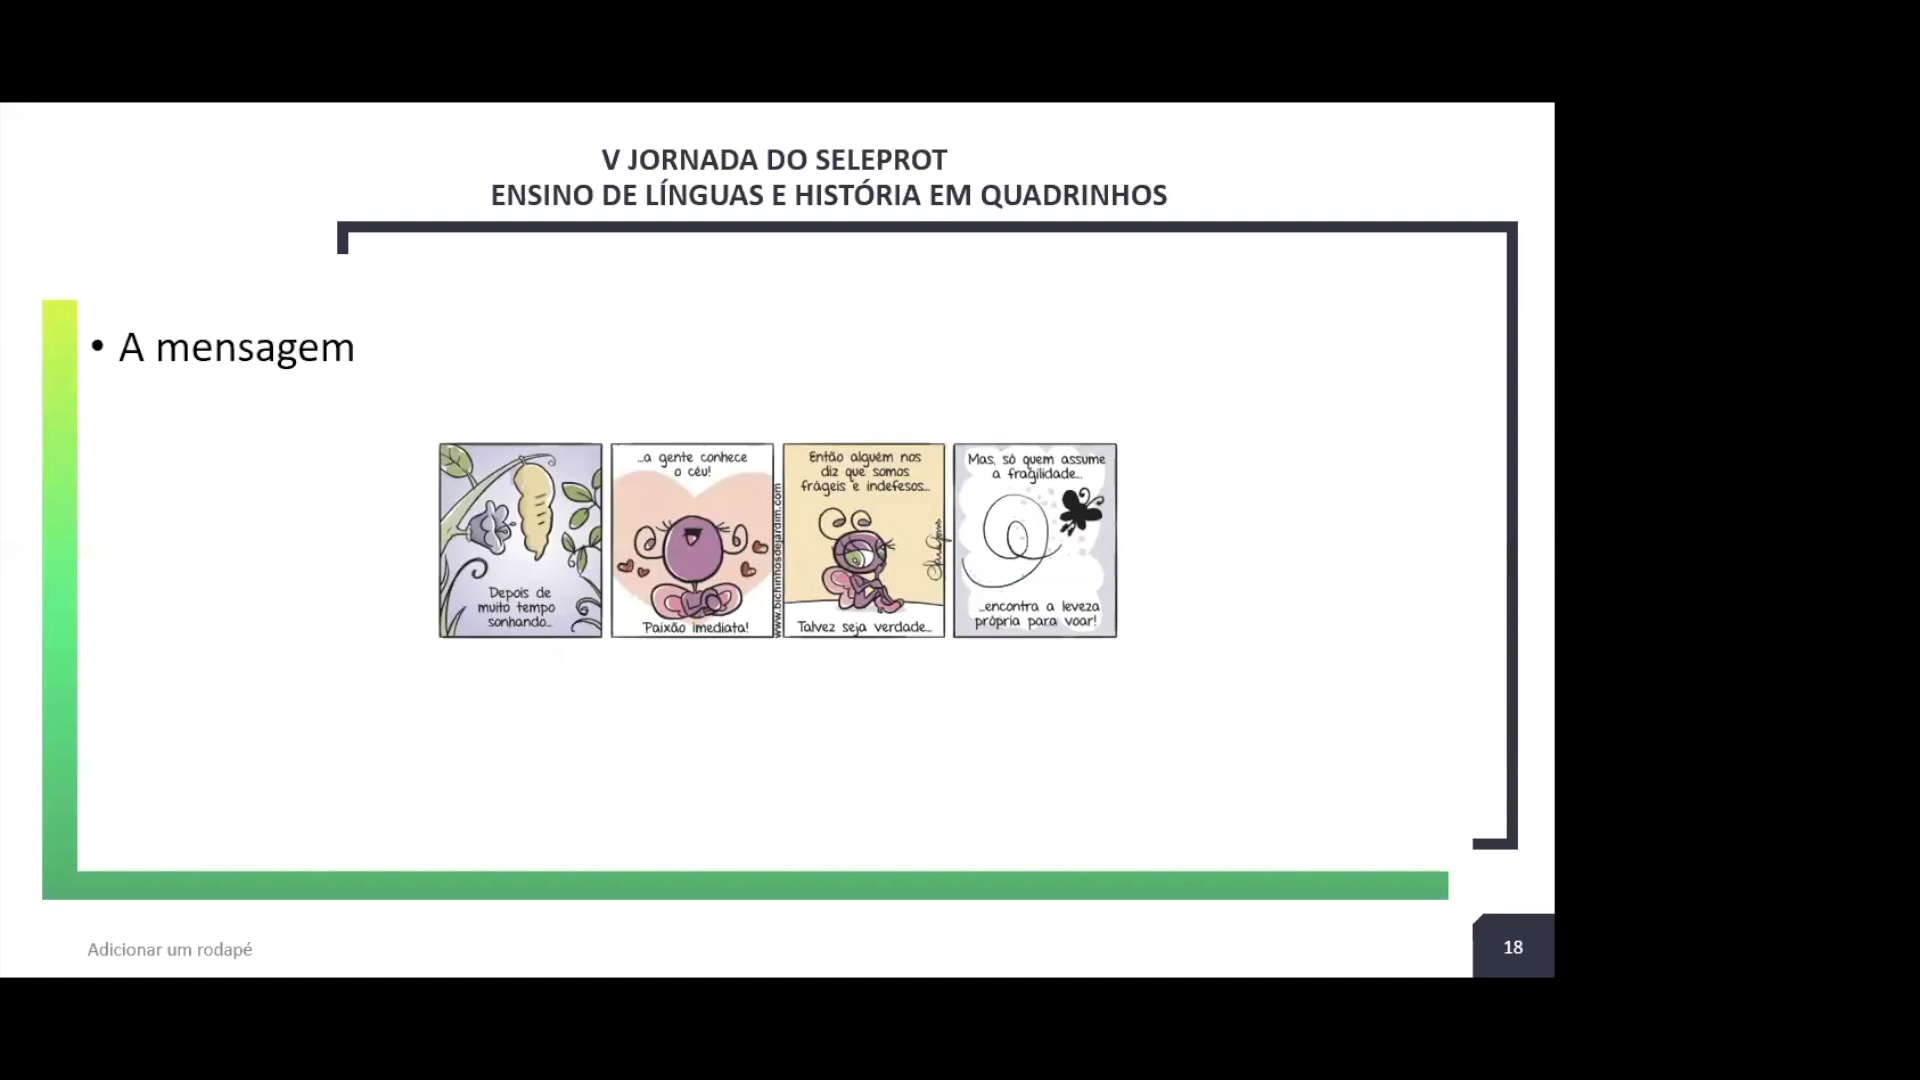 V JORNADA DO SELEPROT
ENSINO DE LÍNGUAS E HISTÓRIA EM QUADRINHOS
• A mensagem
Depois de
muito tempo
sonhando...
...a gente conhece
o céu!
Paixão imediata!
www.bichinhosdejardim.com
Então alguém nos
diz que somos
frágeis e indefesos...
Talvez seja verdade...
Mas, só quem assume
a fragilidade...
...encontra a leveza
própria para voar!
Adicionar um rodapé
18